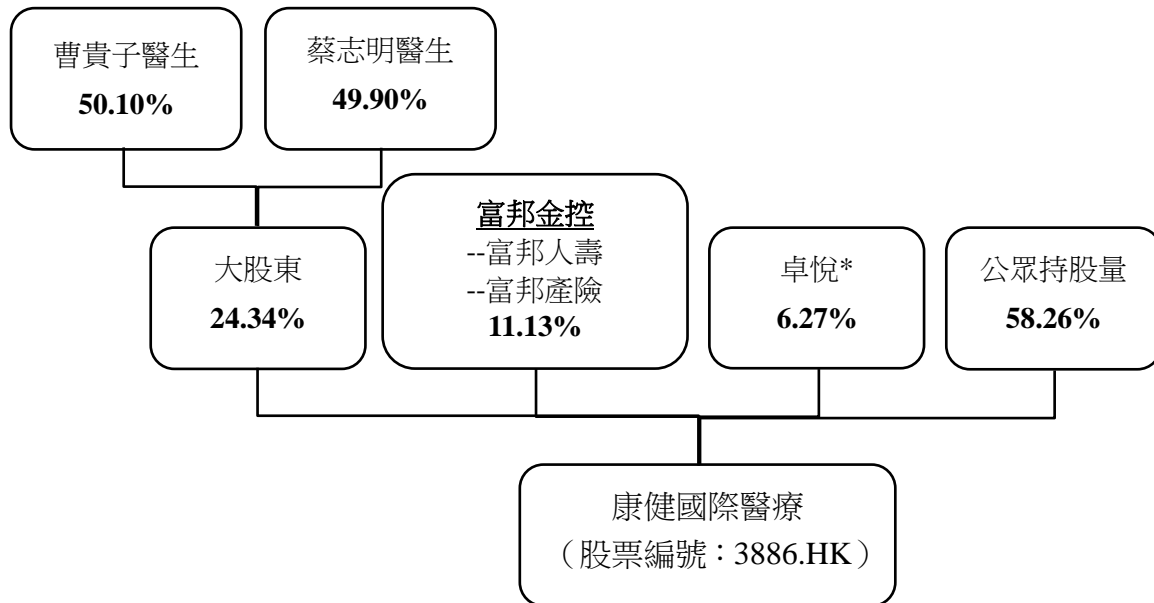 曹貴子醫生
50.10%
蔡志明醫生
49.90%
大股東
24.34%
富邦金控
--富邦人壽
--富邦產險
11.13%
卓悅*
6.27%
公眾持股量
58.26%
康健國際醫療
（股票編號：3886.HK）